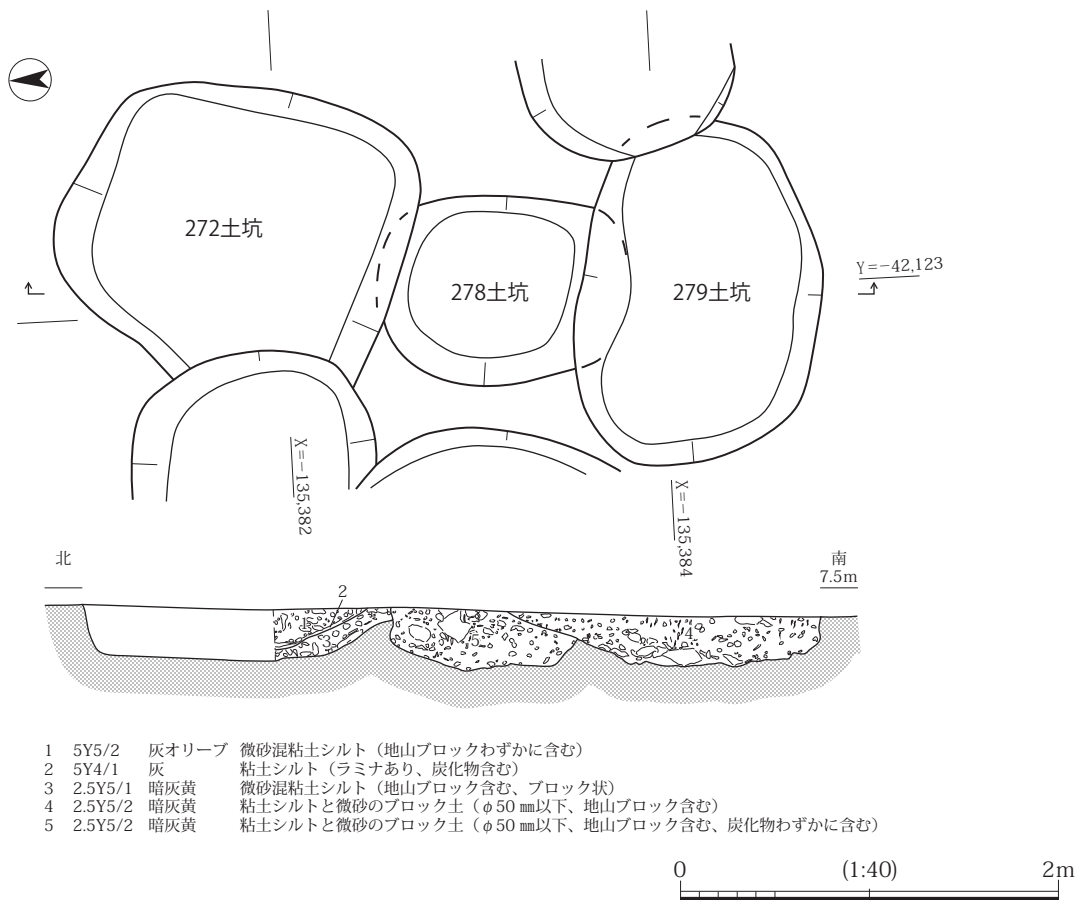 272土坑
278土坑
279土坑
Y=-42,123
X=-135,382
X=-135,384
北
南
7.5m
2
1
3
5
4
1 5Y5/2 灰オリーブ 微砂混粘土シルト（地山ブロックわずかに含む）
2 5Y4/1 灰 粘土シルト（ラミナあり、炭化物含む）
3 2.5Y5/1 暗灰黄 微砂混粘土シルト（地山ブロック含む、ブロック状）
4 2.5Y5/2 暗灰黄 粘土シルトと微砂のブロック土（φ50㎜以下、地山ブロック含む）
5 2.5Y5/2 暗灰黄 粘土シルトと微砂のブロック土（φ50㎜以下、地山ブロック含む、炭化物わずかに含む）
0 (1:40) 2m